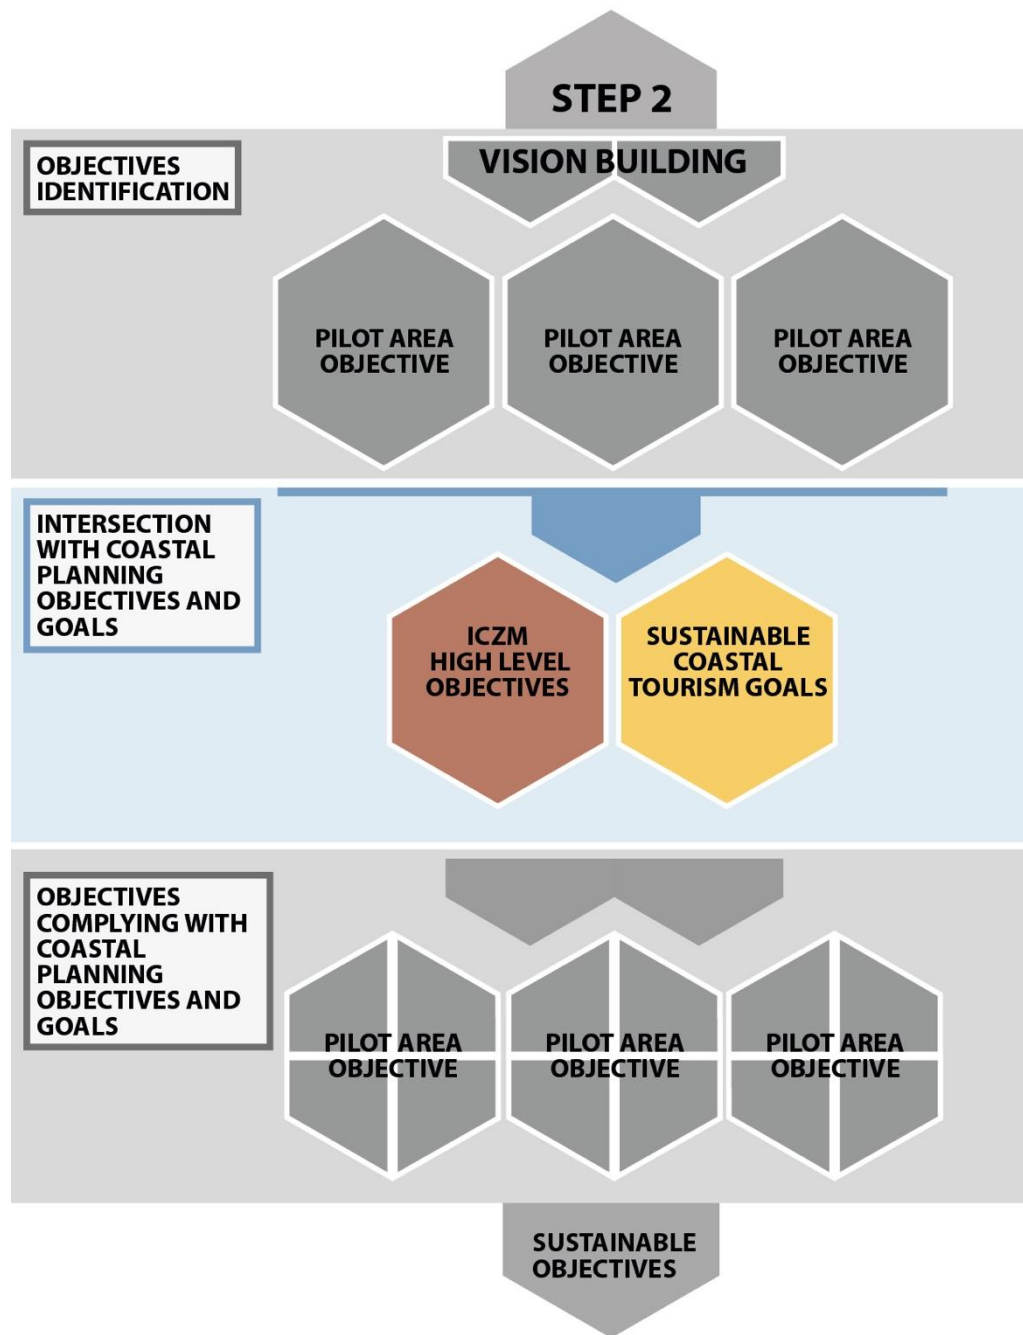 STEP 2
VISION BUILDING
OBJECTIVES
IDENTIFICATION
PILOT AREA
OBJECTIVE
PILOT AREA
OBJECTIVE
PILOT AREA
OBJECTIVE
INTERSECTION
WITH COASTAL
PLANNING
OBJECTIVES AND
GOALS
ICZM
HIGH LEVEL
OBJECTIVES
SUSTAINABLE
COASTAL
TOURISM GOALS
OBJECTIVES
COMPLYING WITH
COASTAL
PLANNING
OBJECTIVES AND
GOALS
PILOT AREA
OBJECTIVE
PILOT AREA
OBJECTIVE
PILOT AREA
OBJECTIVE
SUSTAINABLE
OBJECTIVES